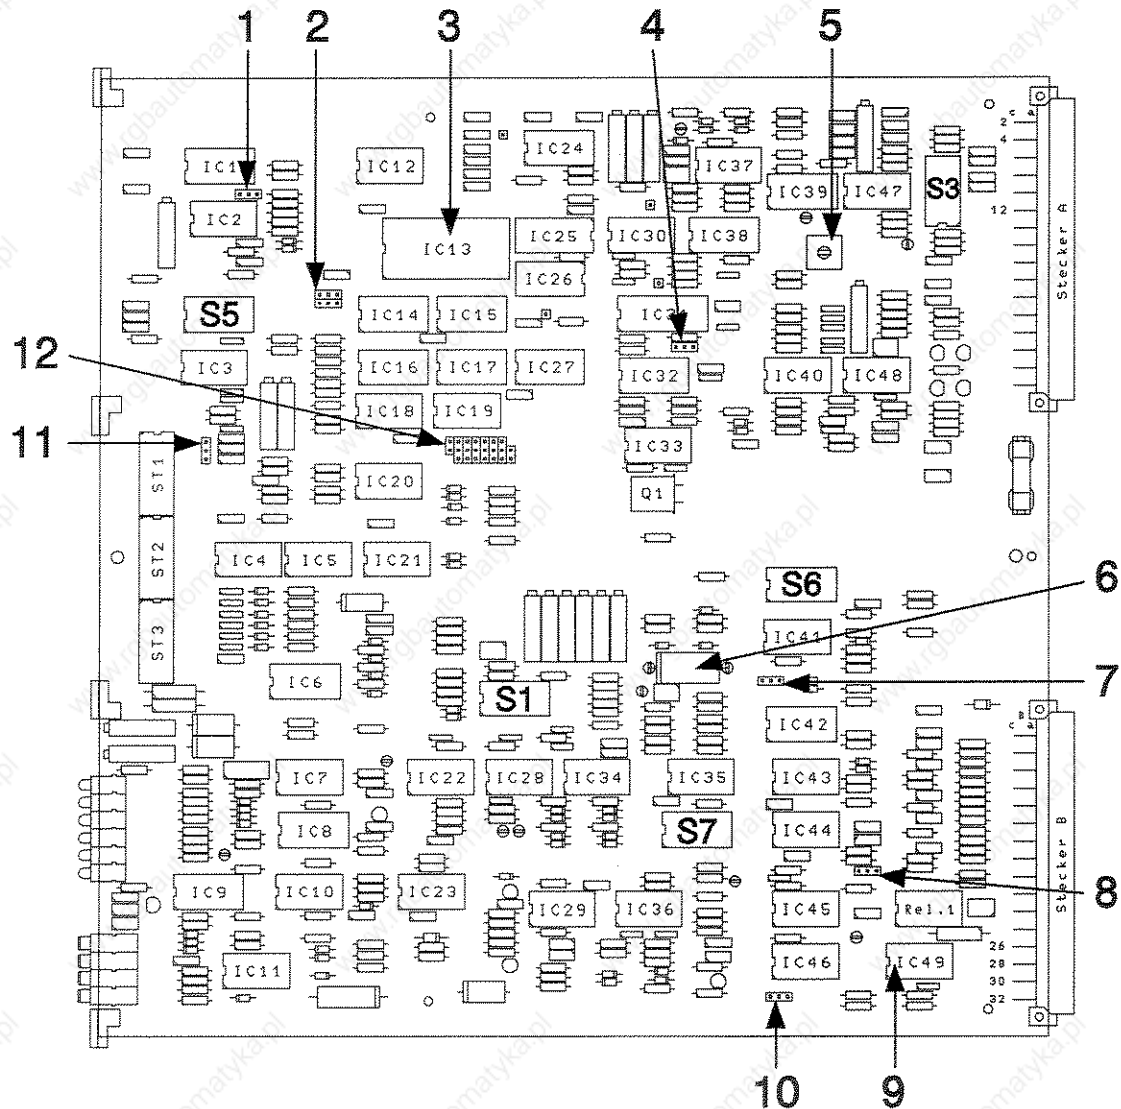 1 2 3 4 5
c a
2
4
12
Stecker A
IC1 IC12 IC24 IC37
IC39 IC47 S3
IC2 IC13 IC25 IC30 IC38
IC26
S5 IC14 IC15
IC3 IC16 IC17 IC27 IC32 IC40 IC48
12
11
IC18 IC19
IC33
ST1 IC20 Q1
ST2 IC4 IC5 IC21
S6
6
ST3 IC41
IC6 S1
7
IC42
B
c a
IC7 IC22 IC28 IC34 IC35 IC43
IC8 S7 IC44
Stecker B
8
IC9 IC10 IC23 IC29 IC36 IC45 Rel.1
IC11 IC46 IC49
26
28
30
32
10 9
www.rgbautomatyka.pl